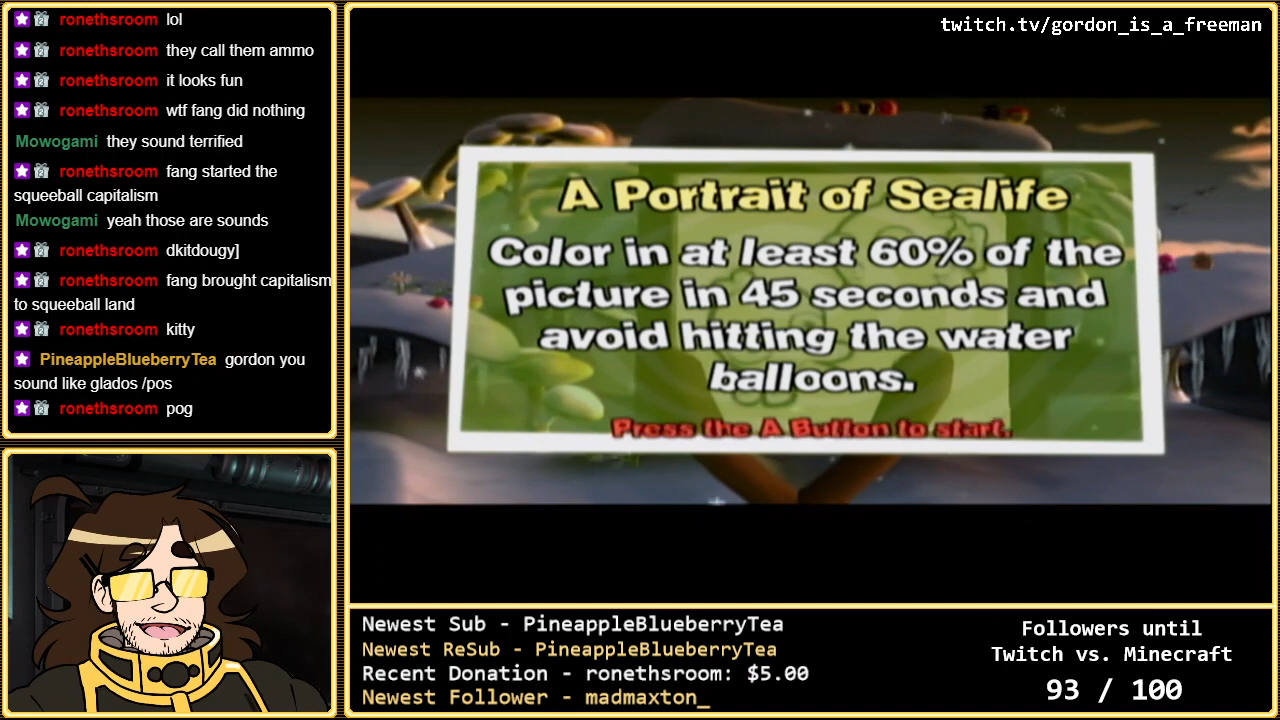 ronethsroom lol
ronethsroom they call them ammo
ronethsroom it looks fun
ronethsroom wtf fang did nothing
Mowogami they sound terrified
ronethsroom fang started the
squeeball capitalism
Mowogami yeah those are sounds
ronethsroom dkitdougy]
ronethsroom fang brought capitalism
to squeeball land
ronethsroom kitty
PineappleBlueberryTea gordon you
sound like glados /pos
ronethsroom pog
twitch.tv/gordon_is_a_freeman
A Portrait of Sealife
Color in at least 60% of the
picture in 45 seconds and
avoid hitting the water
balloons.
Press the A Button to start.
Newest Sub - PineappleBlueberryTea
Newest ReSub - PineappleBlueberryTea
Recent Donation - ronethsroom: $5.00
Newest Follower - madmaxton_
Followers until
Twitch vs. Minecraft
93 / 100